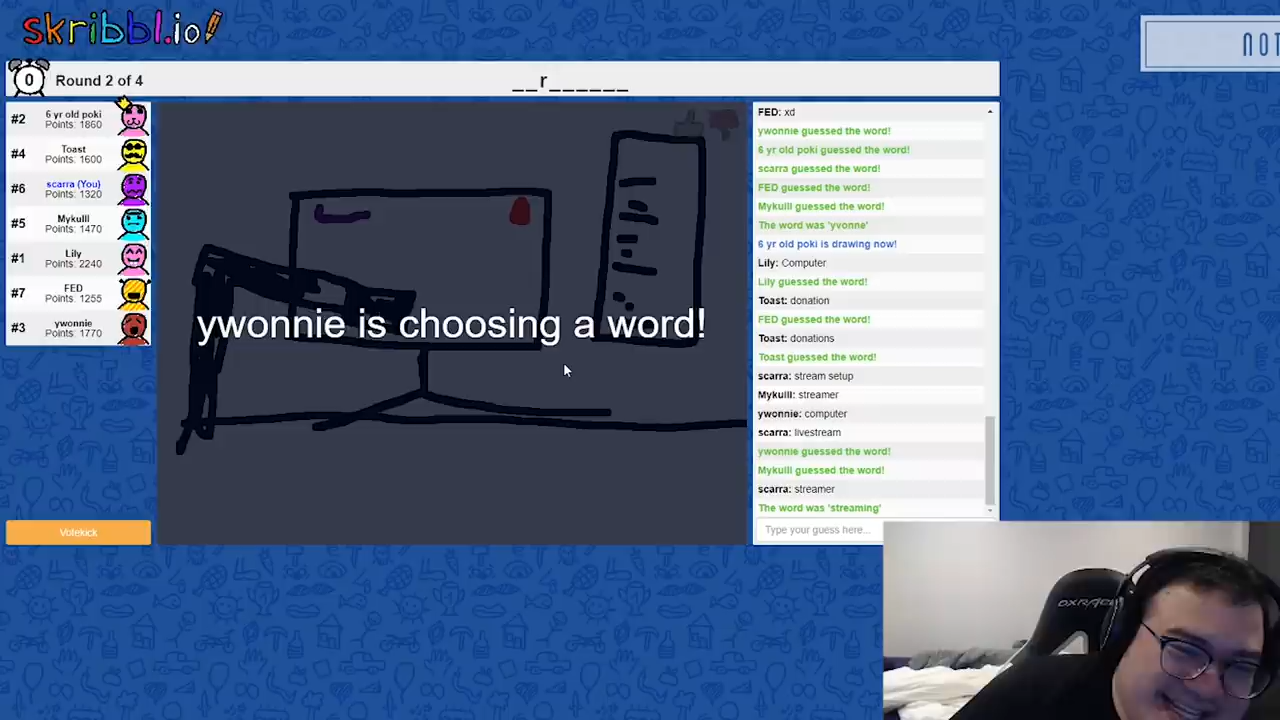 skribbl.io
NOT
0
Round 2 of 4
__r______
#2
6 yr old poki
Points: 1860
#4
Toast
Points: 1600
#6
scarra (You)
Points: 1320
#5
Mykulll
Points: 1470
#1
Lily
Points: 2240
#7
FED
Points: 1255
#3
ywonnie
Points: 1770
Votekick
ywonnie is choosing a word!
FED: xd
ywonnie guessed the word!
6 yr old poki guessed the word!
scarra guessed the word!
FED guessed the word!
Mykulll guessed the word!
The word was 'yvonne'
6 yr old poki is drawing now!
Lily: Computer
Lily guessed the word!
Toast: donation
FED guessed the word!
Toast: donations
Toast guessed the word!
scarra: stream setup
Mykulll: streamer
ywonnie: computer
scarra: livestream
ywonnie guessed the word!
Mykulll guessed the word!
scarra: streamer
The word was 'streaming'
Type your guess here...
DXRACE